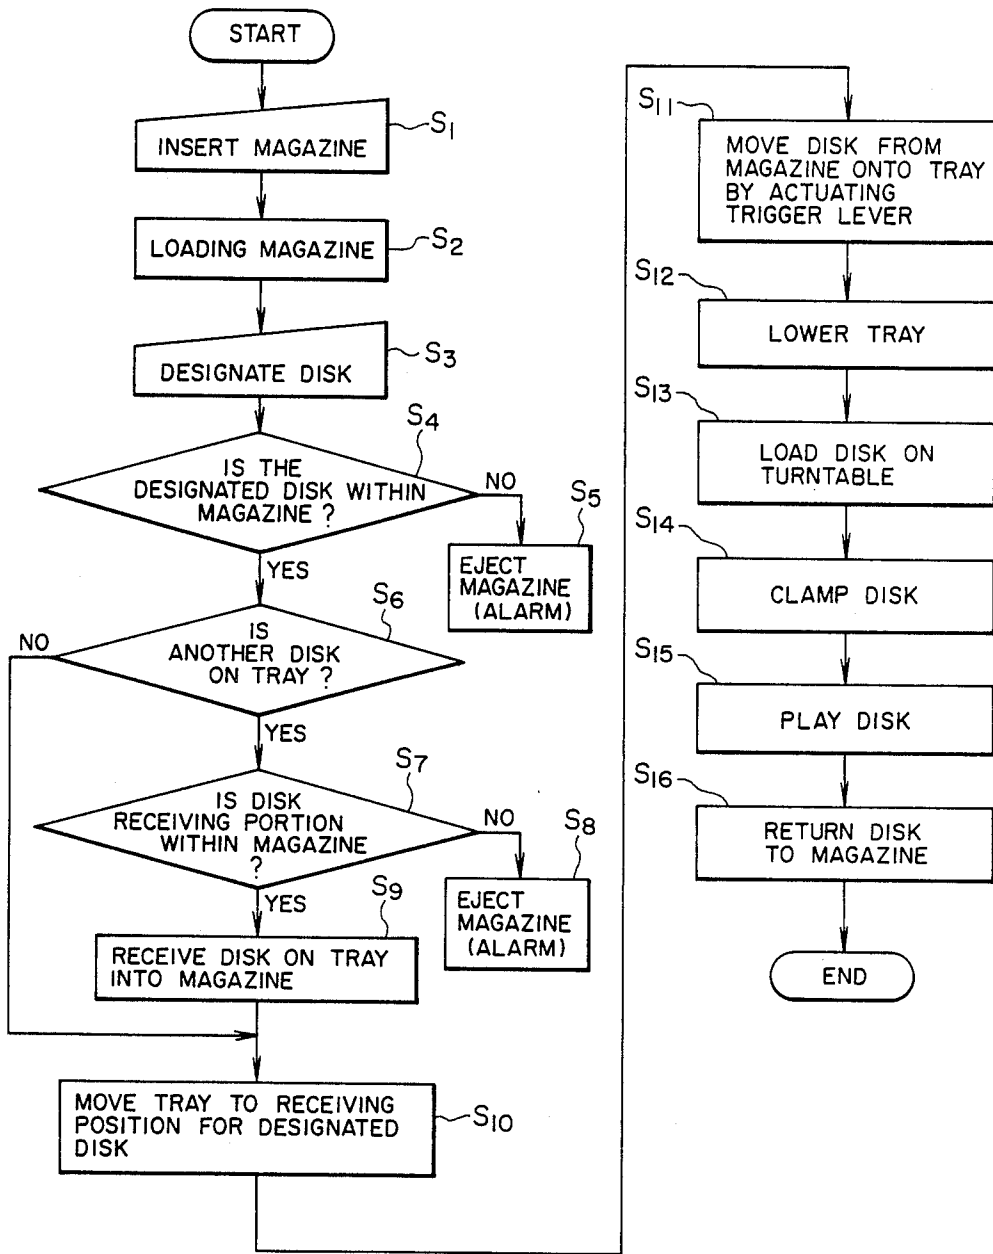 START
INSERT MAGAZINE
S1
LOADING MAGAZINE
S2
DESIGNATE DISK
S3
S4
IS THE
DESIGNATED DISK WITHIN
MAGAZINE ?
NO
S5
EJECT
MAGAZINE
(ALARM)
YES
S6
NO
IS
ANOTHER DISK
ON TRAY ?
YES
S7
IS DISK
RECEIVING PORTION
WITHIN MAGAZINE
?
NO
S8
EJECT
MAGAZINE
(ALARM)
YES
S9
RECEIVE DISK ON TRAY
INTO MAGAZINE
MOVE TRAY TO RECEIVING
POSITION FOR DESIGNATED
DISK
S10
S11
MOVE DISK FROM
MAGAZINE ONTO TRAY
BY ACTUATING
TRIGGER LEVER
S12
LOWER TRAY
S13
LOAD DISK ON
TURNTABLE
S14
CLAMP DISK
S15
PLAY DISK
S16
RETURN DISK
TO MAGAZINE
END